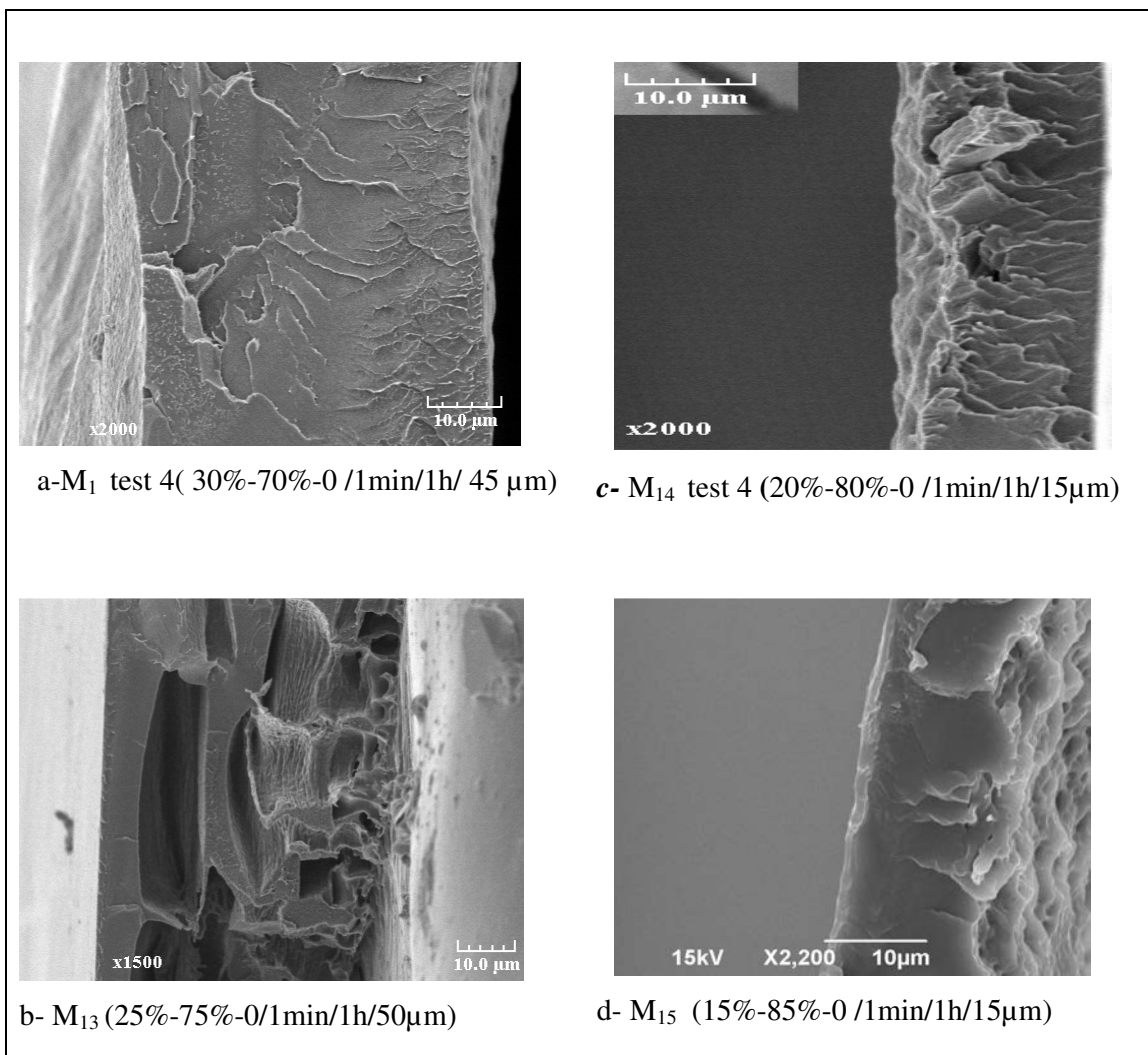 x2000
10.0 µm
a-M₁ test 4( 30%-70%-0 /1min/1h/ 45 µm)
10.0 µm
x2000
c- M₁₄ test 4 (20%-80%-0 /1min/1h/15µm)
x1500
10.0 µm
b- M₁₃ (25%-75%-0/1min/1h/50µm)
15kV X2,200 10µm
d- M₁₅ (15%-85%-0 /1min/1h/15µm)